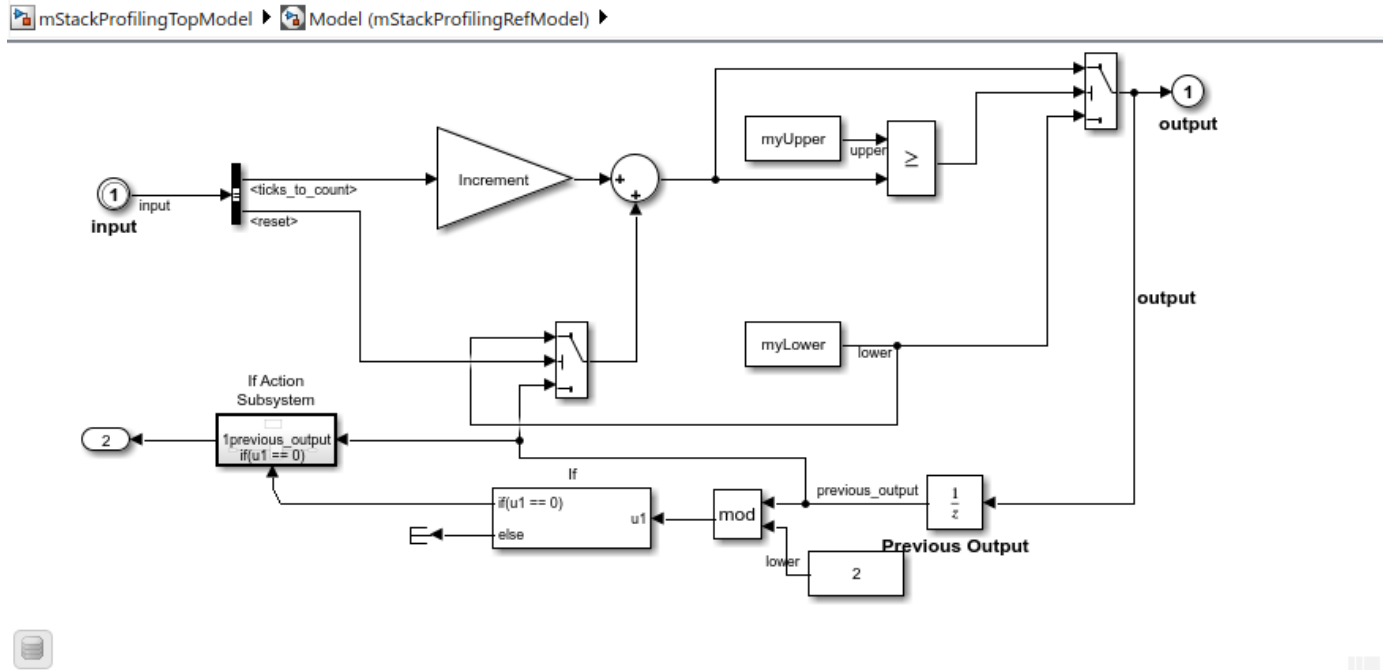 mStackProfilingTopModel Model (mStackProfilingRefModel)
1
output
myUpper
upper
≥
Increment
+
+
<ticks_to_count>
1
input
input
<reset>
output
myLower
lower
If Action
Subsystem
2
1previous_output
if(u1 == 0)
If
if(u1 == 0)
u1
else
mod
previous_output
1
z
Previous Output
lower
2